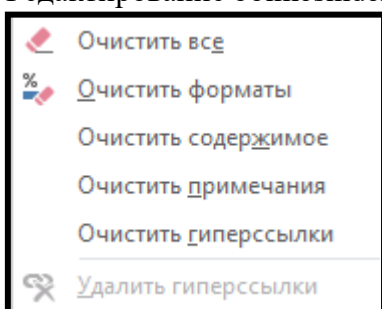 Очистить все
% Очистить форматы
Очистить содержимое
Очистить примечания
Очистить гиперссылки
Удалить гиперссылки